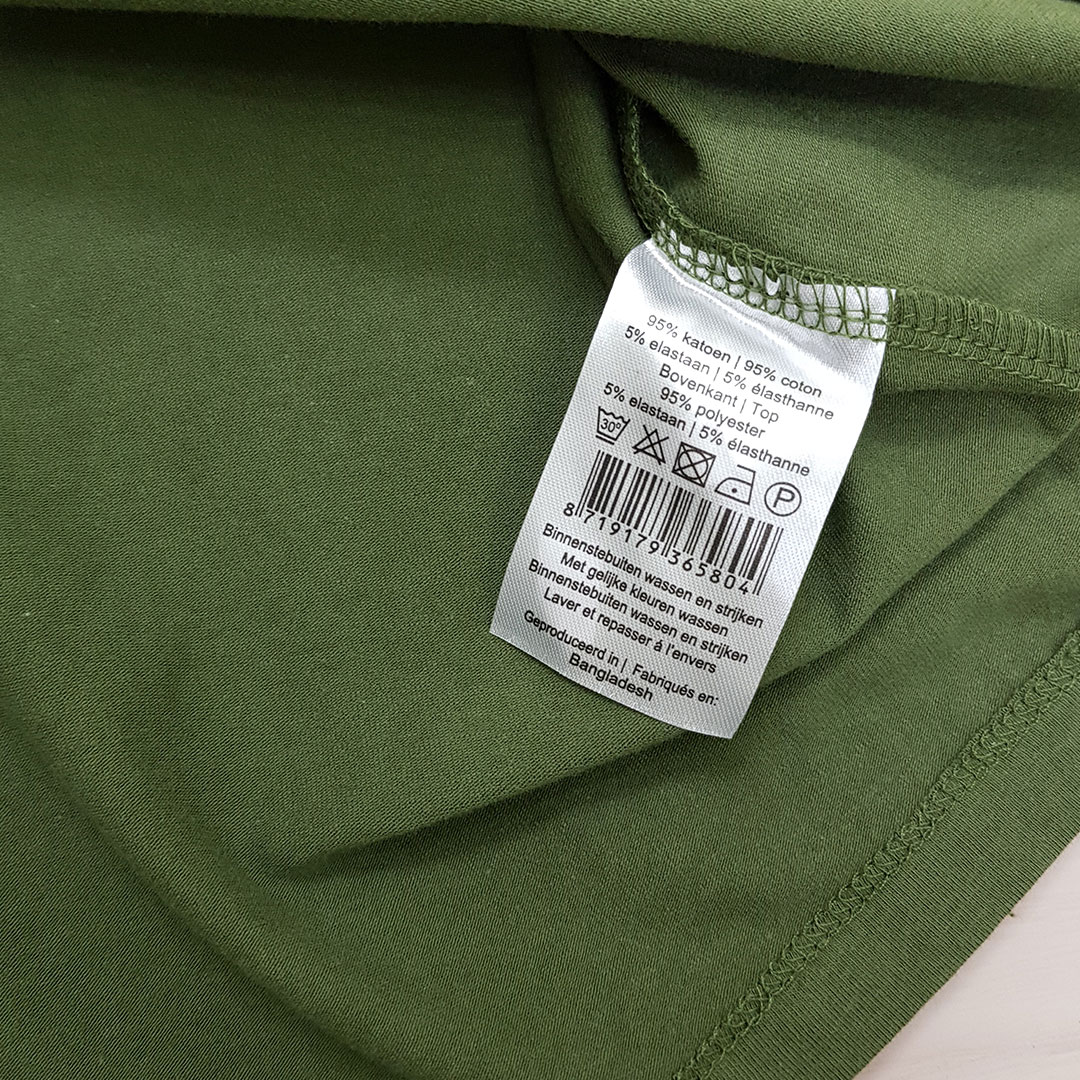 95% katoen | 95% coton
5% elastaan | 5% élasthanne
Bovenkant | Top
95% polyester
5% elastaan | 5% élasthanne
30° P
8 719179 365804
Binnenstebuiten wassen en strijken
Met gelijke kleuren wassen
Binnenstebuiten wassen en strijken
Laver et repasser á l'envers
Geproduceerd in | Fabriqués en:
Bangladesh